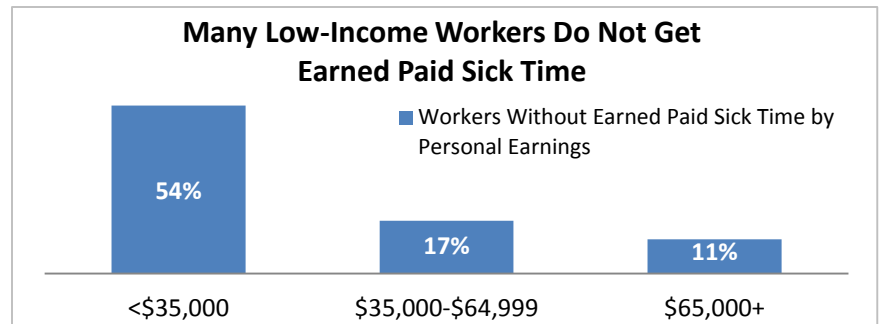 Many Low-Income Workers Do Not Get
Earned Paid Sick Time
Workers Without Earned Paid Sick Time by
Personal Earnings
54%
17%
11%
<$35,000
$35,000-$64,999
$65,000+